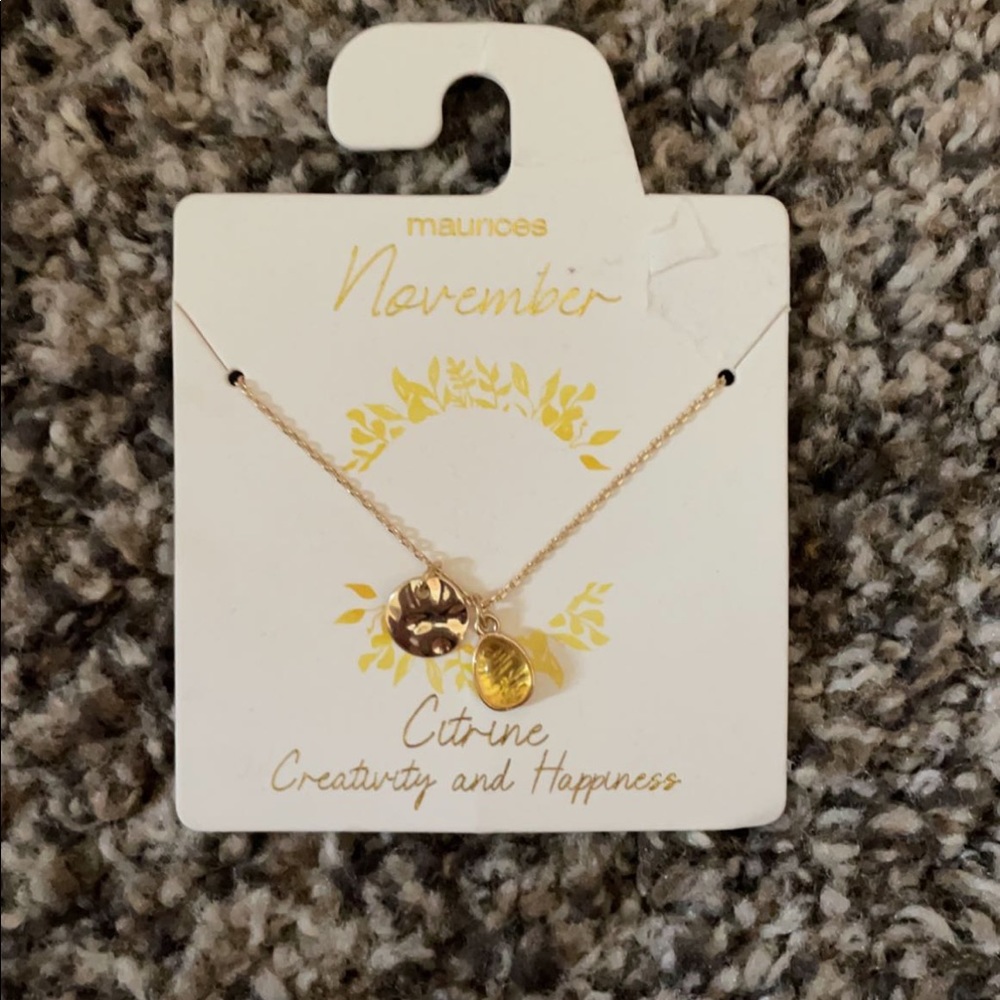 maurices
November
Citrine
Creativity and Happiness